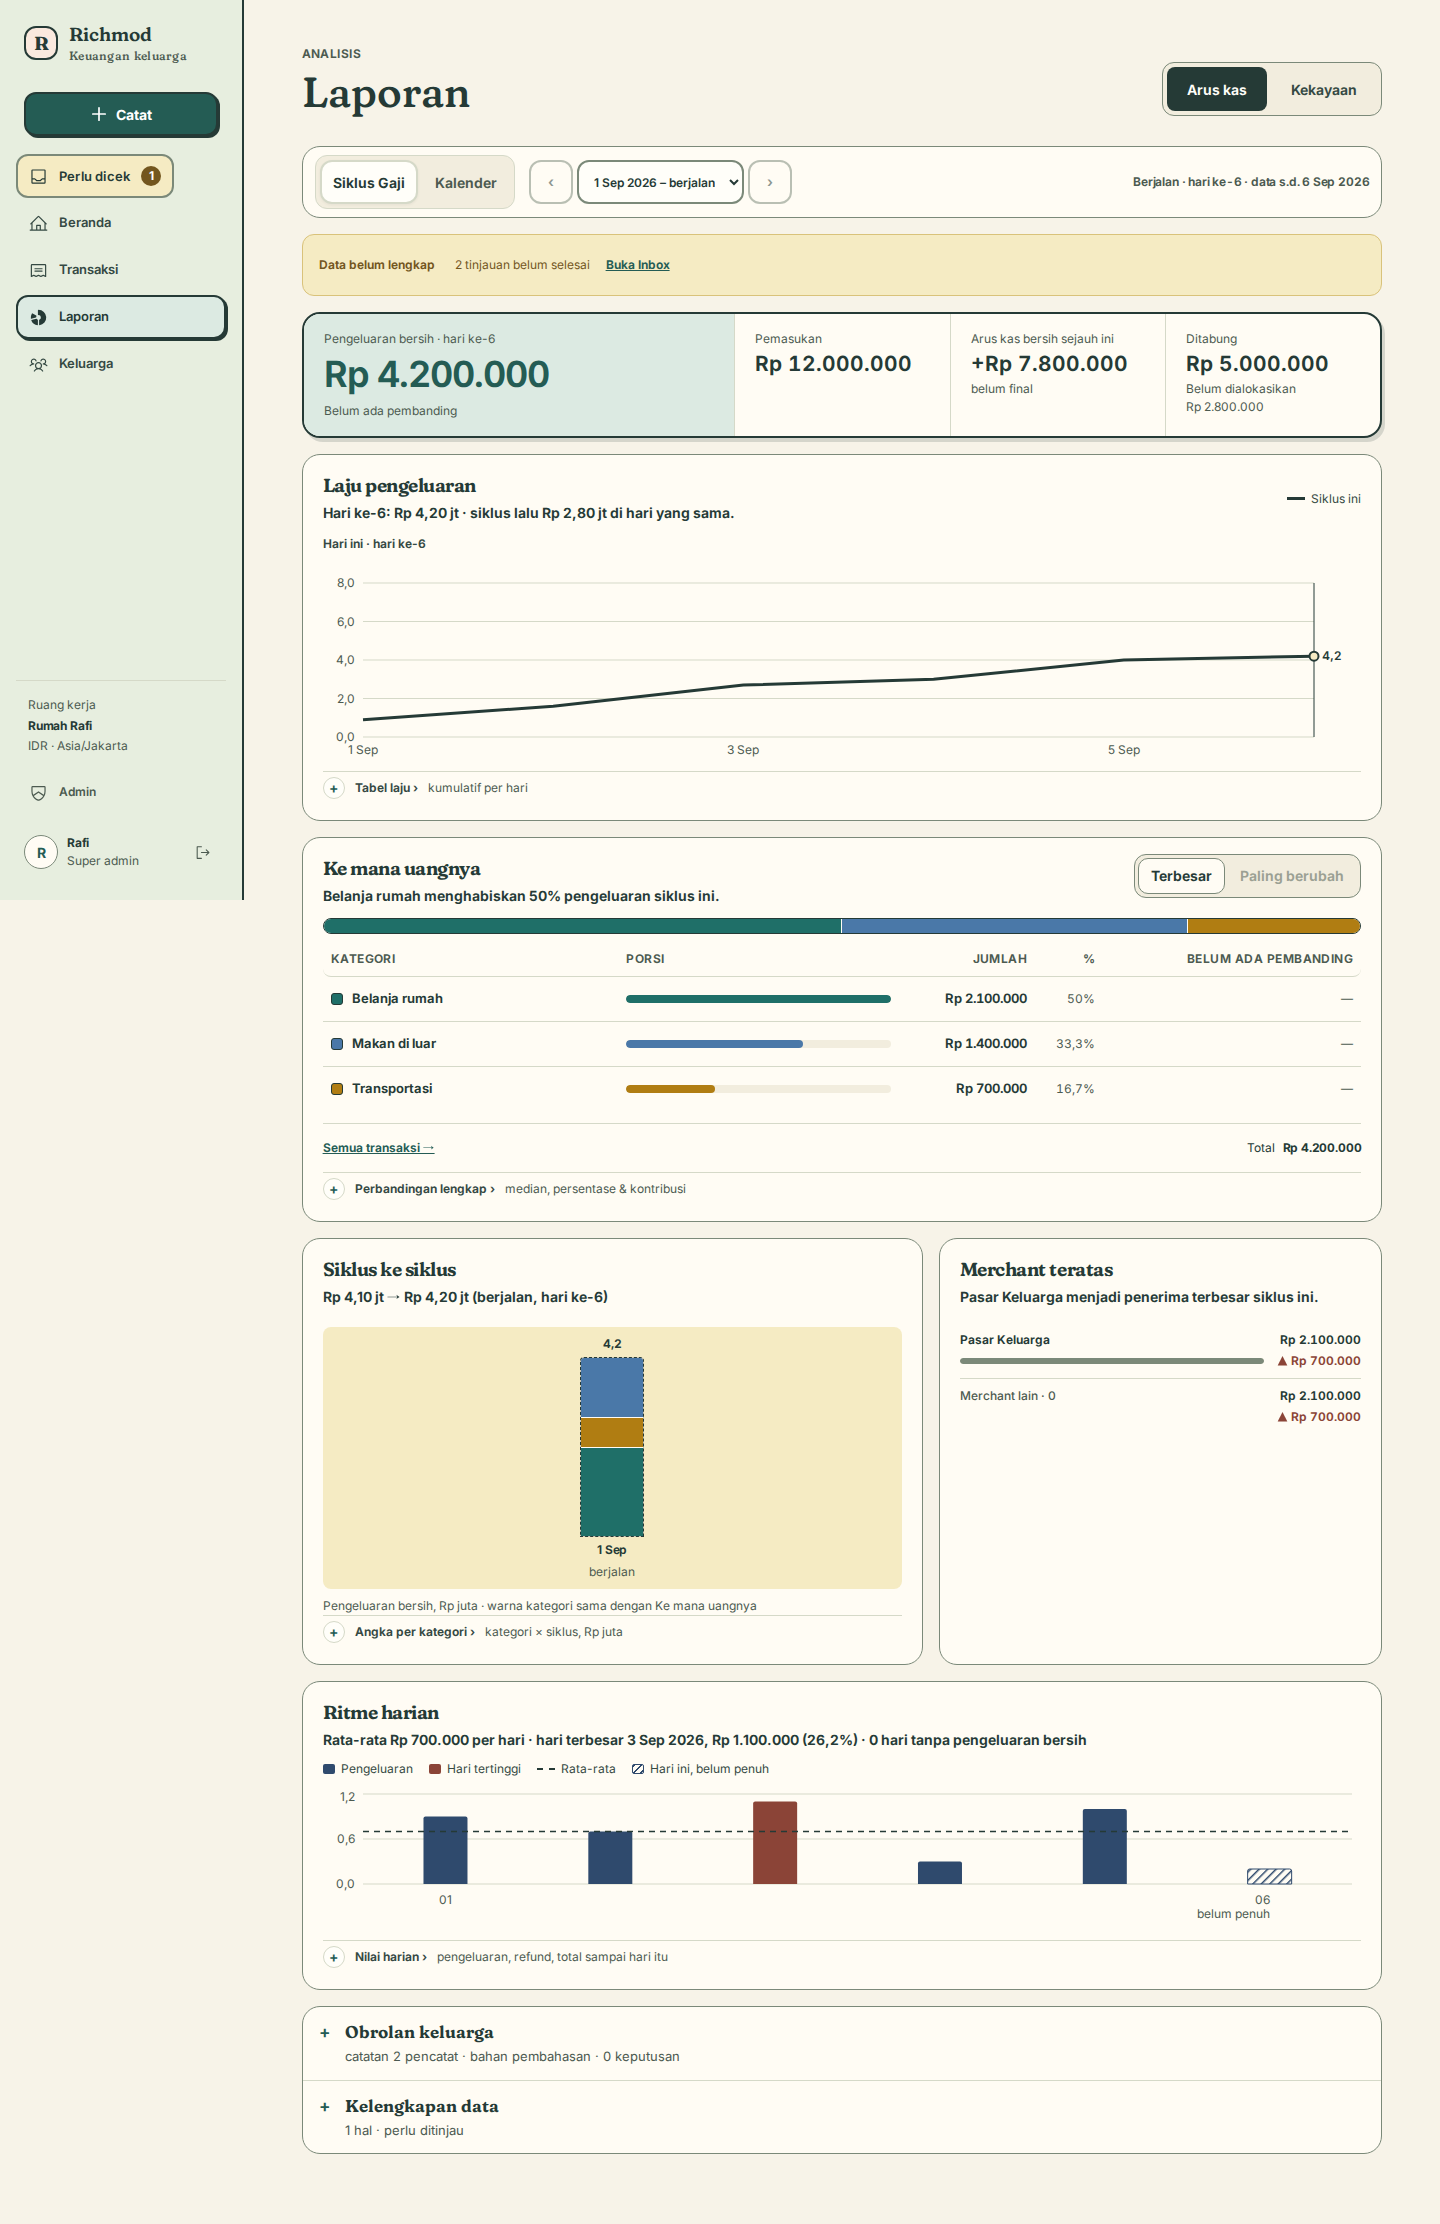 R
Richmod
Keuangan keluarga
+ Catat
Perlu dicek 1
Beranda
Transaksi
Laporan
Keluarga
Ruang kerja
Rumah Rafi
IDR · Asia/Jakarta
Admin
R
Rafi
Super admin
ANALISIS
Laporan
Arus kas Kekayaan
Siklus Gaji Kalender ‹ 1 Sep 2026 – berjalan › Berjalan · hari ke-6 · data s.d. 6 Sep 2026
Data belum lengkap 2 tinjauan belum selesai Buka Inbox
Pengeluaran bersih · hari ke-6
Rp 4.200.000
Belum ada pembanding
Pemasukan
Rp 12.000.000
Arus kas bersih sejauh ini
+Rp 7.800.000
belum final
Ditabung
Rp 5.000.000
Belum dialokasikan
Rp 2.800.000
Laju pengeluaran
Hari ke-6: Rp 4,20 jt · siklus lalu Rp 2,80 jt di hari yang sama.
Siklus ini
Hari ini · hari ke-6
8,0
6,0
4,0
2,0
0,0
4,2
1 Sep 3 Sep 5 Sep
+ Tabel laju › kumulatif per hari
Ke mana uangnya
Belanja rumah menghabiskan 50% pengeluaran siklus ini.
Terbesar Paling berubah
KATEGORI PORSI JUMLAH % BELUM ADA PEMBANDING
Belanja rumah Rp 2.100.000 50% —
Makan di luar Rp 1.400.000 33,3% —
Transportasi Rp 700.000 16,7% —
Semua transaksi → Total Rp 4.200.000
+ Perbandingan lengkap › median, persentase & kontribusi
Siklus ke siklus
Rp 4,10 jt → Rp 4,20 jt (berjalan, hari ke-6)
4,2
1 Sep
berjalan
Pengeluaran bersih, Rp juta · warna kategori sama dengan Ke mana uangnya
+ Angka per kategori › kategori × siklus, Rp juta
Merchant teratas
Pasar Keluarga menjadi penerima terbesar siklus ini.
Pasar Keluarga Rp 2.100.000
▲ Rp 700.000
Merchant lain · 0 Rp 2.100.000
▲ Rp 700.000
Ritme harian
Rata-rata Rp 700.000 per hari · hari terbesar 3 Sep 2026, Rp 1.100.000 (26,2%) · 0 hari tanpa pengeluaran bersih
Pengeluaran Hari tertinggi Rata-rata Hari ini, belum penuh
1,2
0,6
0,0
01 06
belum penuh
+ Nilai harian › pengeluaran, refund, total sampai hari itu
+ Obrolan keluarga
catatan 2 pencatat · bahan pembahasan · 0 keputusan
+ Kelengkapan data
1 hal · perlu ditinjau